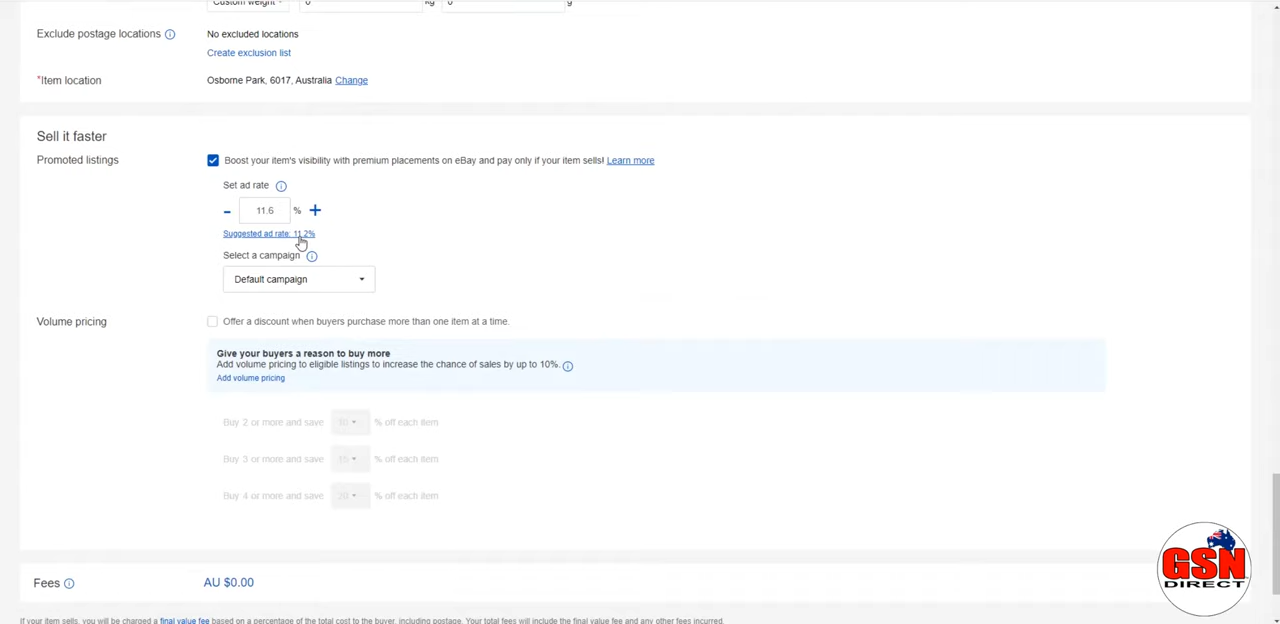 Custom weight 0 kg 0 g
Exclude postage locations No excluded locations
Create exclusion list
*Item location Osborne Park, 6017, Australia Change
Sell it faster
Promoted listings Boost your item's visibility with premium placements on eBay and pay only if your item sells! Learn more
Set ad rate
- 11.6 % +
Suggested ad rate: 11.2%
Select a campaign
Default campaign
Volume pricing Offer a discount when buyers purchase more than one item at a time.
Give your buyers a reason to buy more
Add volume pricing to eligible listings to increase the chance of sales by up to 10%.
Add volume pricing
Buy 2 or more and save 10 % off each item
Buy 3 or more and save 15 % off each item
Buy 4 or more and save 20 % off each item
GSN
DIRECT
Fees AU $0.00
If your item sells, you will be charged a final value fee based on a percentage of the total cost to the buyer, including postage. Your total fees will include the final value fee and any other fees incurred.